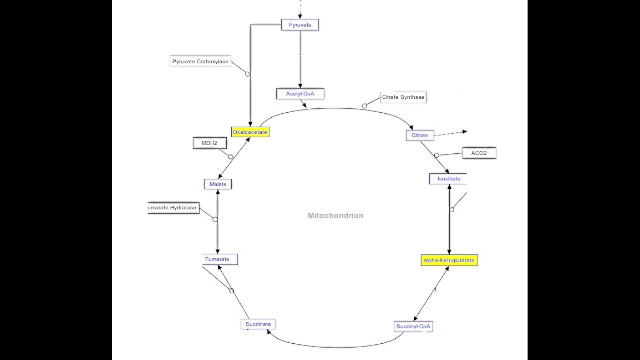 Pyruvate
Pyruvate Carboxylase
Acetyl-CoA
Citrate Synthase
Oxaloacetate
Citrate
MDH2
ACO2
Malate
Isocitrate
umarate Hydratase
Mitochondrion
Fumarate
alpha-Ketoglutarate
Succinate
Succinyl-CoA